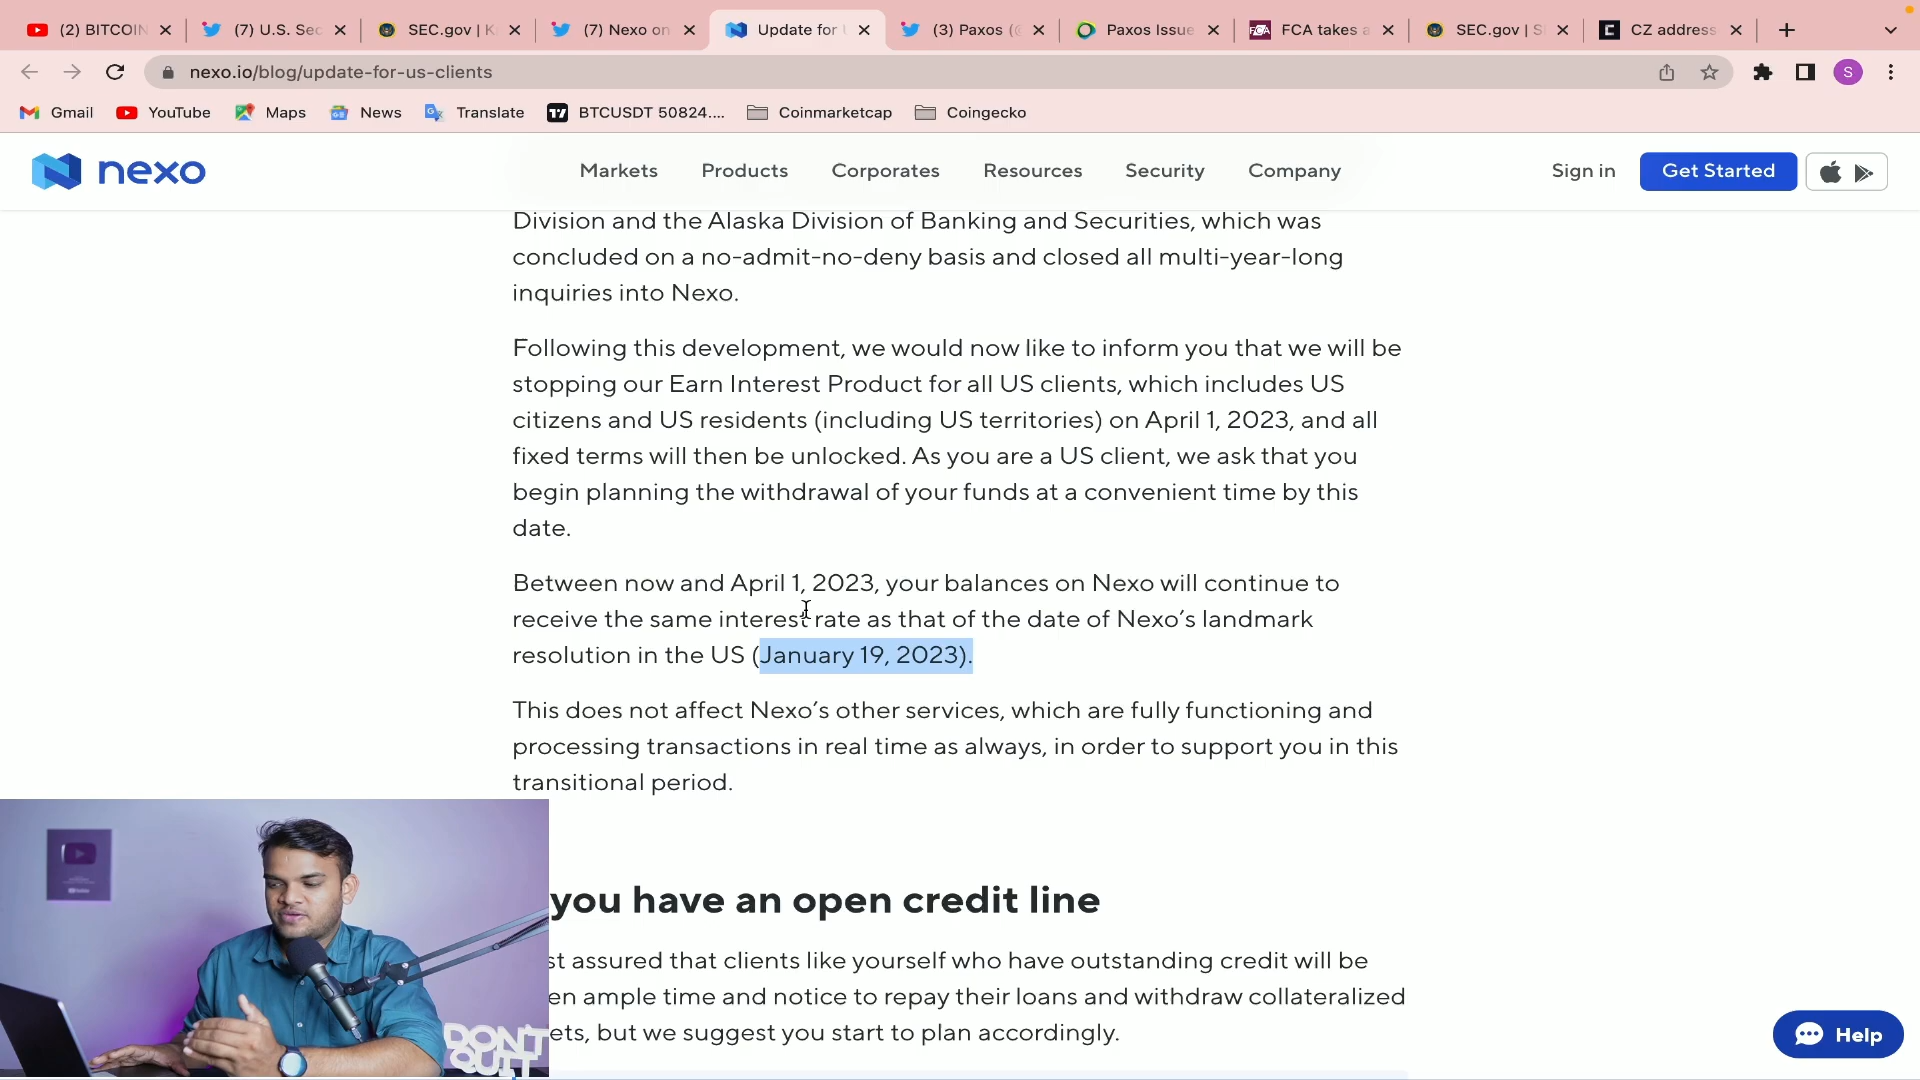 (2) BITCOIN
(7) U.S. Sec
SEC.gov | K
(7) Nexo on
Update for
(3) Paxos (@
Paxos Issue
FCA takes a
SEC.gov | S
CZ address
nexo.io/blog/update-for-us-clients
S
Gmail
YouTube
Maps
News
Translate
BTCUSDT 50824....
Coinmarketcap
Coingecko
nexo
Markets
Products
Corporates
Resources
Security
Company
Sign in
Get Started
Division and the Alaska Division of Banking and Securities, which was
concluded on a no-admit-no-deny basis and closed all multi-year-long
inquiries into Nexo.
Following this development, we would now like to inform you that we will be
stopping our Earn Interest Product for all US clients, which includes US
citizens and US residents (including US territories) on April 1, 2023, and all
fixed terms will then be unlocked. As you are a US client, we ask that you
begin planning the withdrawal of your funds at a convenient time by this
date.
Between now and April 1, 2023, your balances on Nexo will continue to
receive the same interest rate as that of the date of Nexo's landmark
resolution in the US (January 19, 2023).
This does not affect Nexo's other services, which are fully functioning and
processing transactions in real time as always, in order to support you in this
transitional period.
you have an open credit line
st assured that clients like yourself who have outstanding credit will be
en ample time and notice to repay their loans and withdraw collateralized
ets, but we suggest you start to plan accordingly.
DON'T
QUIT
Help